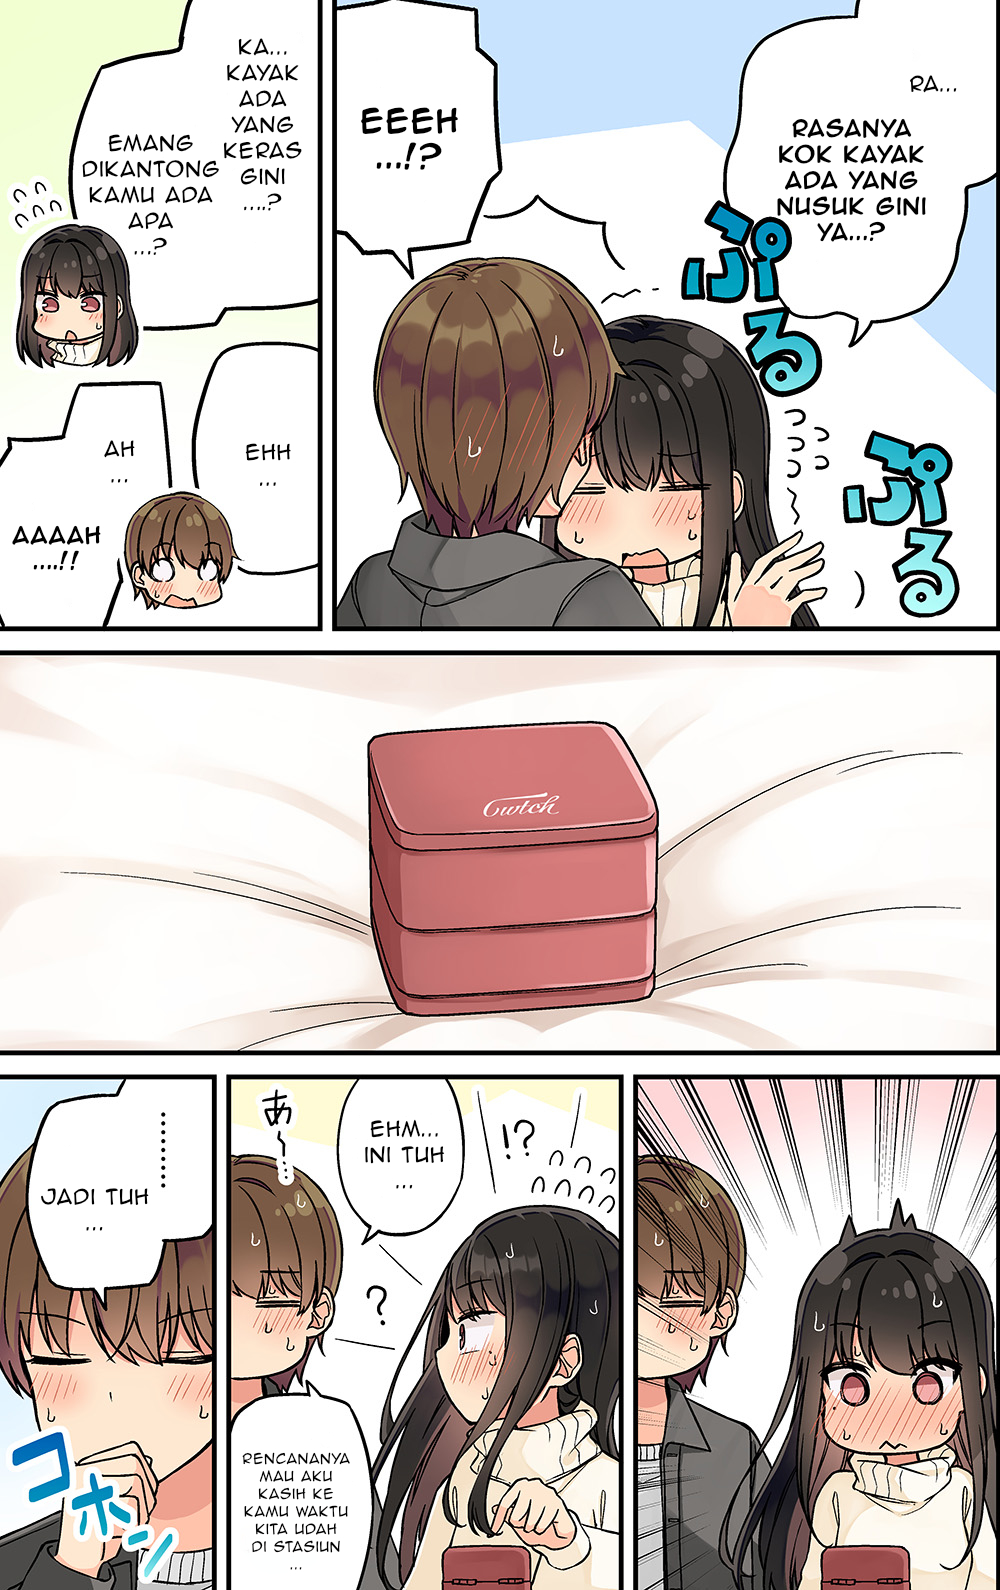 RA...
RASANYA
KOK KAYAK
ADA YANG
NUSUK GINI
YA...?
EEEH
...!?
ぷる
ぷる
KA...
KAYAK
ADA
YANG
KERAS
GINI
....?
EMANG
DIKANTONG
KAMU ADA
APA
...?
EHH
...
AH
...
AAAAH
....!!
Cwtch
!?
EHM...
INI TUH
...
あ〜…
?
RENCANANYA
MAU AKU
KASIH KE
KAMU WAKTU
KITA UDAH
DI STASIUN
...
........
JADI TUH
...
コホン